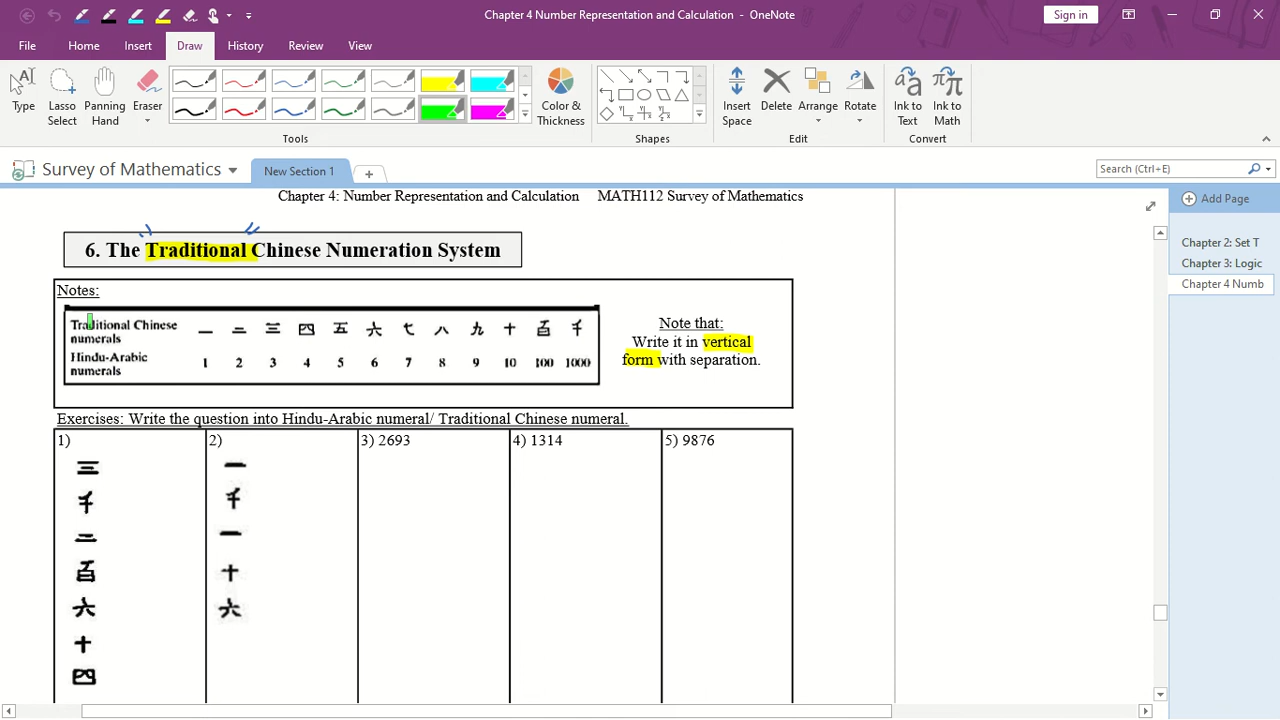 Chapter 4 Number Representation and Calculation - OneNote
Sign in
File
Home
Insert
Draw
History
Review
View
Type
Lasso
Select
Panning
Hand
Eraser
Color &
Thickness
Insert
Space
Delete
Arrange
Rotate
Ink to
Text
Ink to
Math
Tools
Shapes
Edit
Convert
Survey of Mathematics
New Section 1
Search (Ctrl+E)
Add Page
Chapter 2: Set T
Chapter 3: Logic
Chapter 4 Numb
Chapter 4: Number Representation and Calculation MATH112 Survey of Mathematics
6. The Traditional Chinese Numeration System
Notes:
Traditional Chinese numerals 一 二 三 四 五 六 七 八 九 十 百 千
Hindu-Arabic numerals 1 2 3 4 5 6 7 8 9 10 100 1000
Note that:
Write it in vertical
form with separation.
Exercises: Write the question into Hindu-Arabic numeral/ Traditional Chinese numeral.
1)
三
千
二
百
六
十
四
2)
一
千
一
十
六
3) 2693
4) 1314
5) 9876